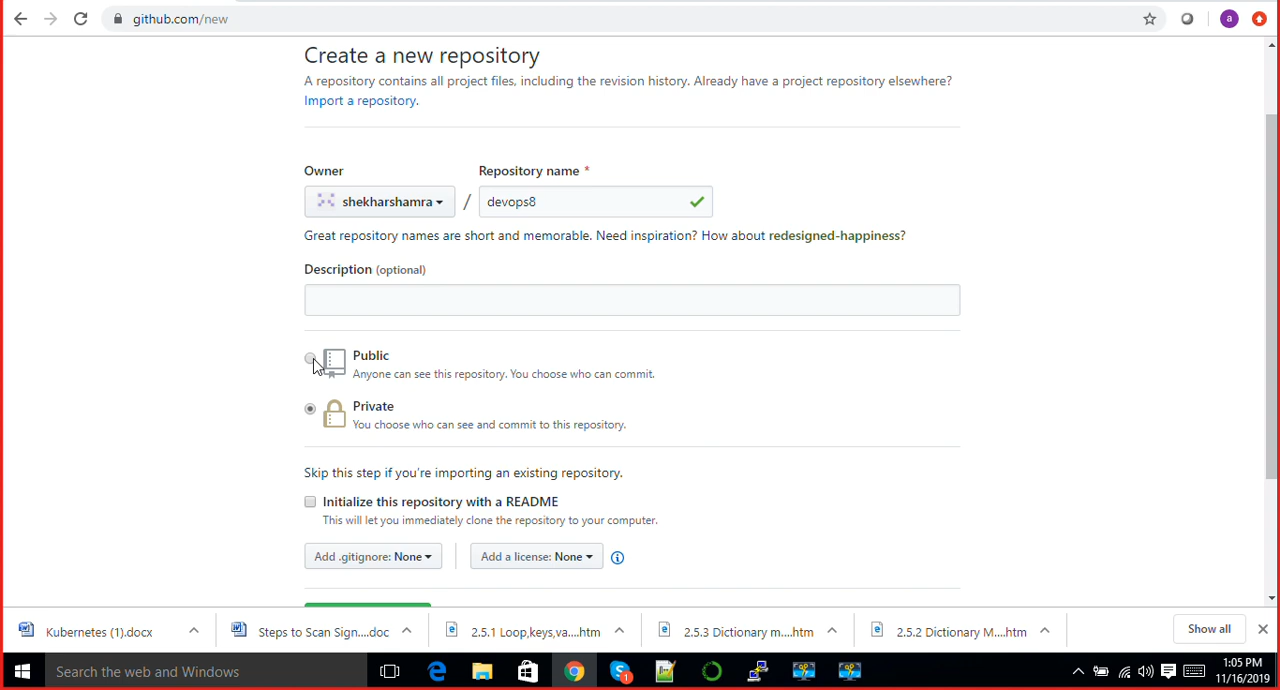 github.com/new
a
Create a new repository
A repository contains all project files, including the revision history. Already have a project repository elsewhere?
Import a repository.
Owner
Repository name *
shekharshamra
/
devops8
Great repository names are short and memorable. Need inspiration? How about redesigned-happiness?
Description (optional)
Public
Anyone can see this repository. You choose who can commit.
Private
You choose who can see and commit to this repository.
Skip this step if you're importing an existing repository.
Initialize this repository with a README
This will let you immediately clone the repository to your computer.
Add .gitignore: None
Add a license: None
Kubernetes (1).docx
Steps to Scan Sign....doc
2.5.1 Loop,keys,va....htm
2.5.3 Dictionary m....htm
2.5.2 Dictionary M....htm
Show all
Search the web and Windows
1
1:05 PM
11/16/2019